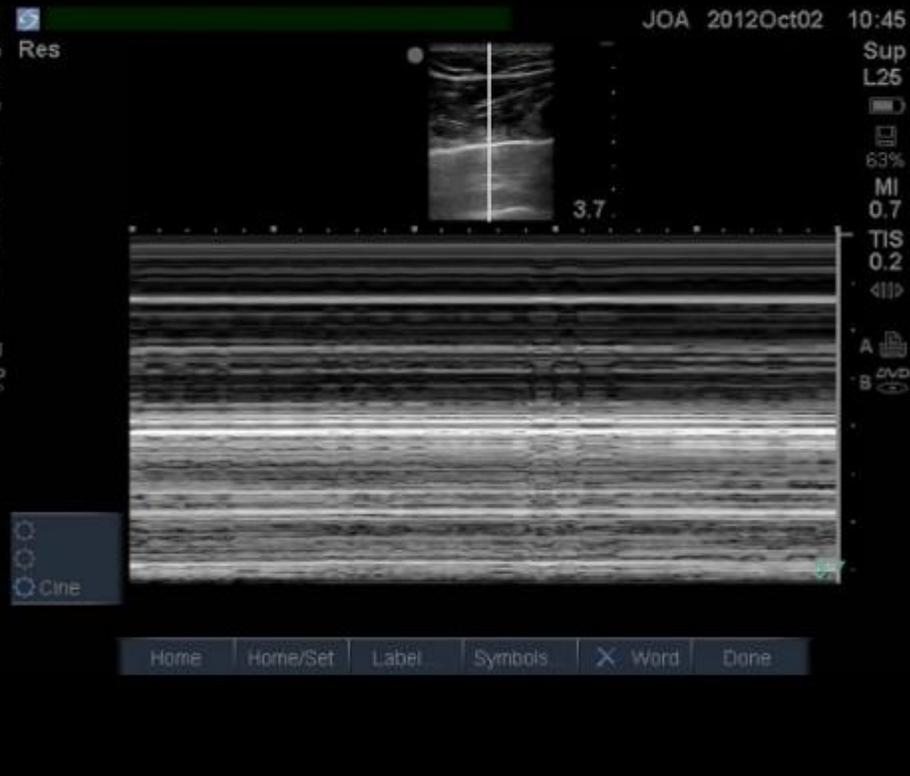 JOA 2012Oct02 10:45
Res
Sup
L25
63%
MI
0.7
3.7
TIS
0.2
A
B DVD
Cine
Home Home/Set Label... Symbols... X Word Done